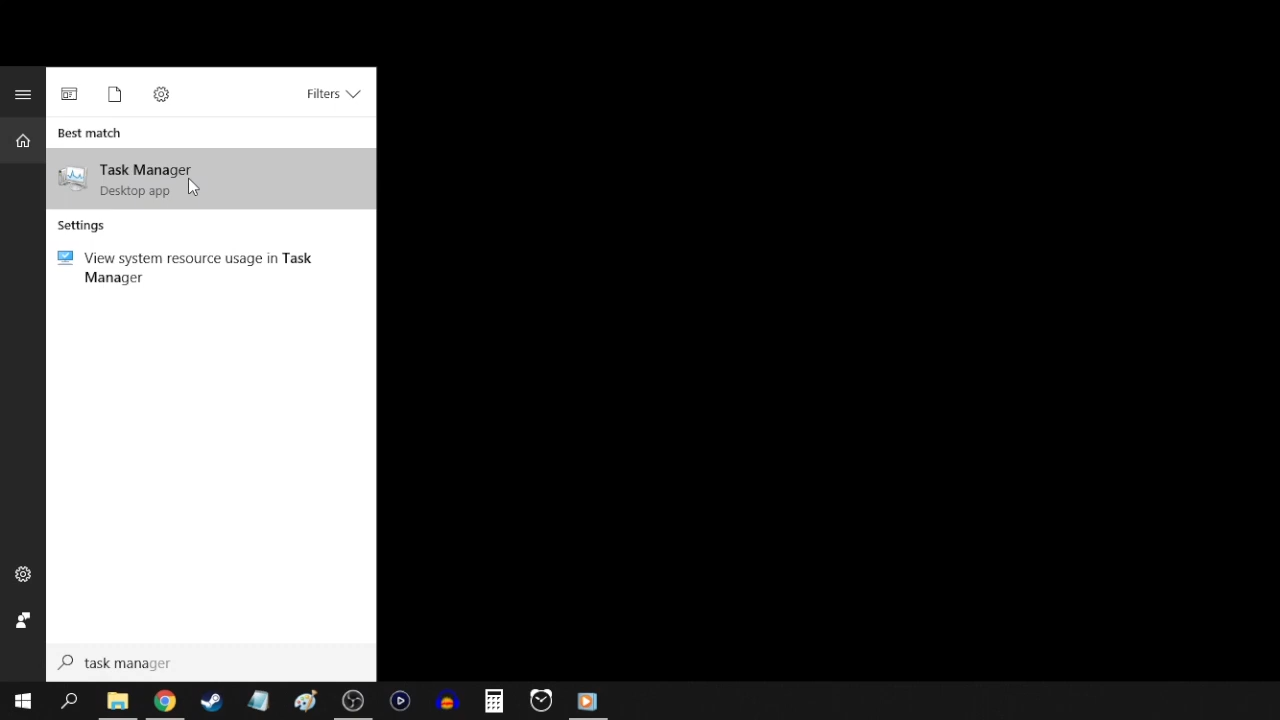 Filters
Best match
Task Manager
Desktop app
Settings
View system resource usage in Task
Manager
task manager